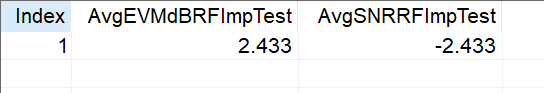 Index AvgEVMdBRFImpTest AvgSNRRFImpTest
1 2.433 -2.433